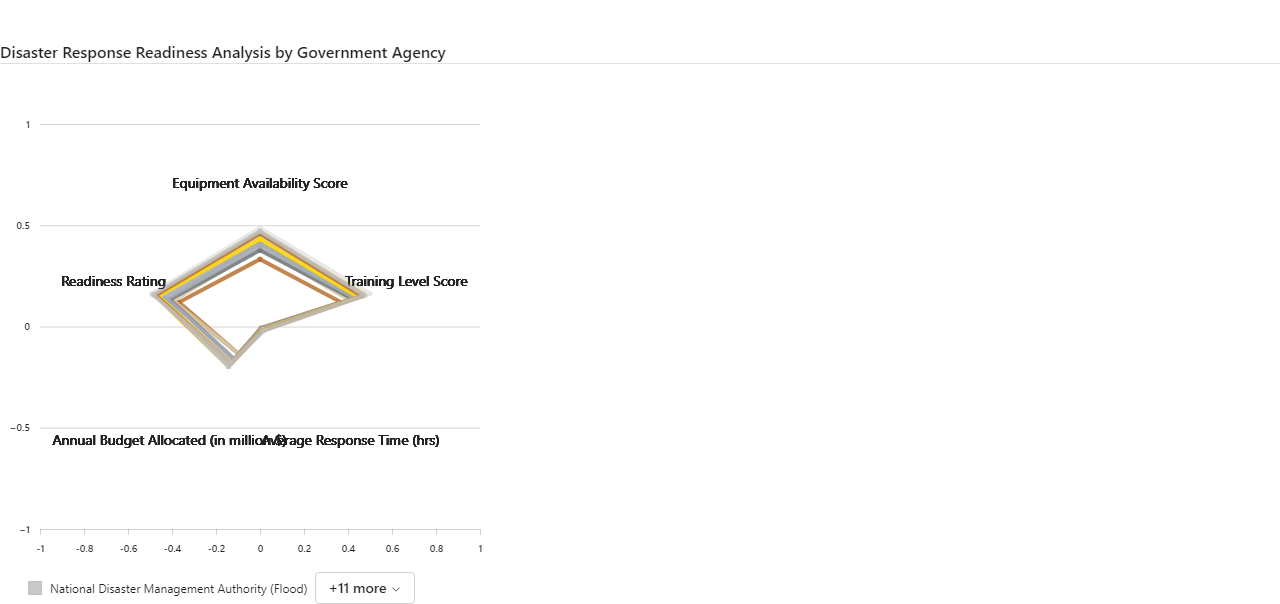 Disaster Response Readiness Analysis by Government Agency
1
Equipment Availability Score
0.5
Readiness Rating
Training Level Score
0
−0.5
Annual Budget Allocated (in millions $)
Average Response Time (hrs)
−1
-1 -0.8 -0.6 -0.4 -0.2 0 0.2 0.4 0.6 0.8 1
National Disaster Management Authority (Flood)
+11 more